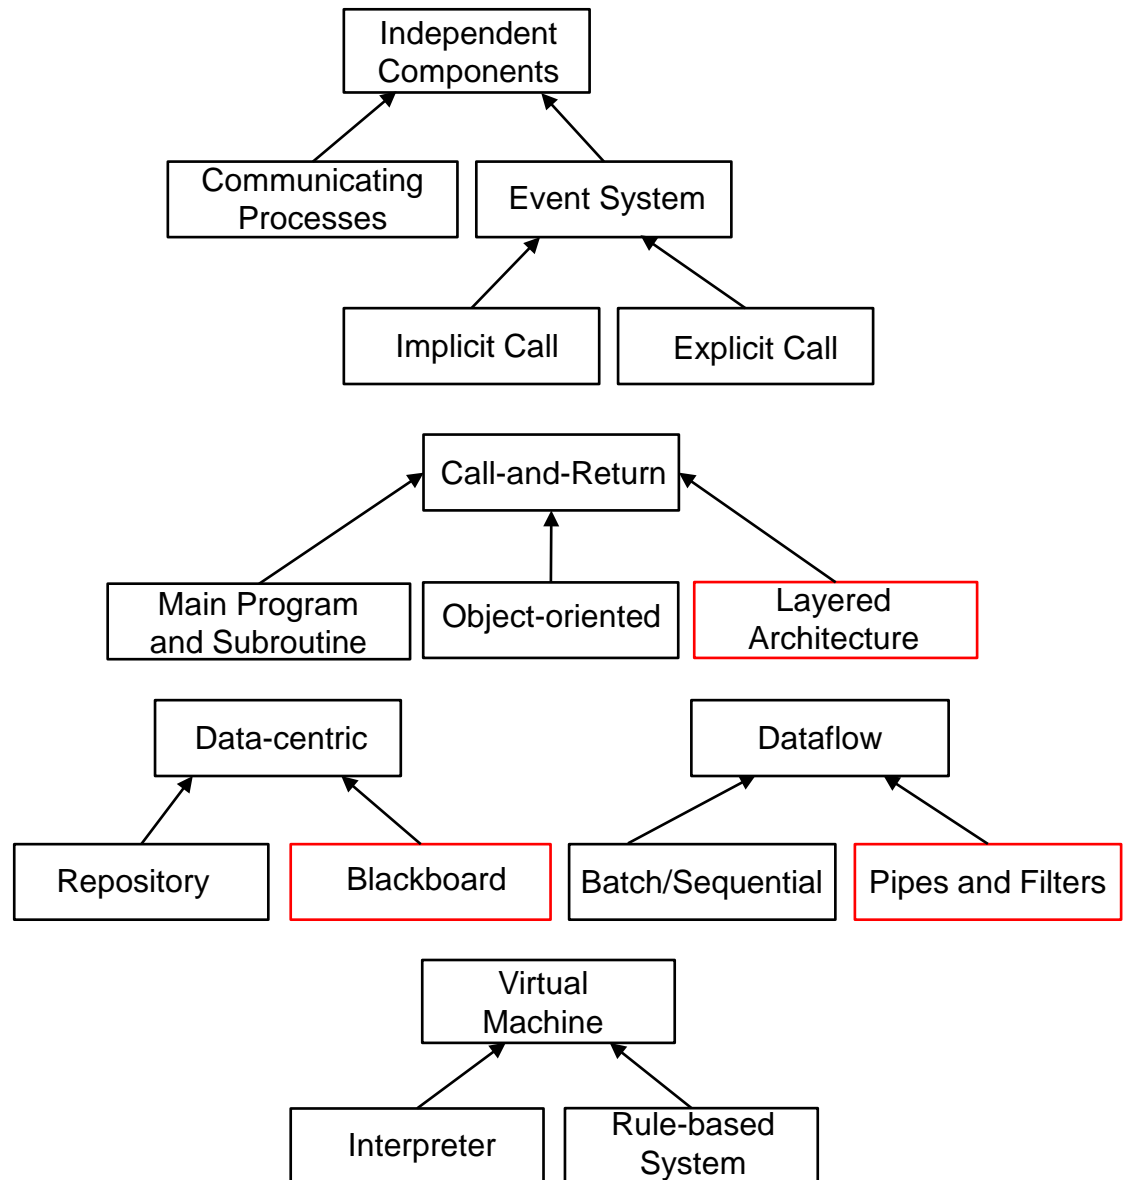 Independent
Components
Communicating
Processes
Event System
Implicit Call
Explicit Call
Call-and-Return
Main Program
and Subroutine
Object-oriented
Layered
Architecture
Data-centric
Dataflow
Repository
Blackboard
Batch/Sequential
Pipes and Filters
Virtual
Machine
Interpreter
Rule-based
System